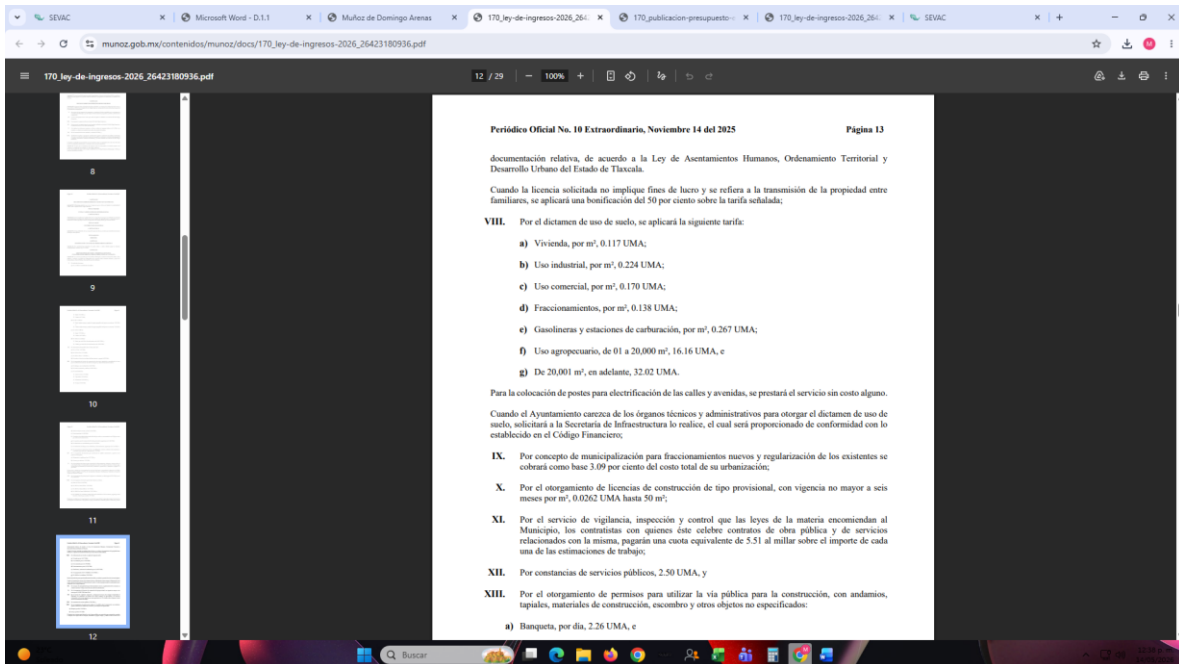 SEVAC
Microsoft Word - D.1.1
Muñoz de Domingo Arenas
170_ley-de-ingresos-2026_264
170_publicacion-presupuesto-e
170_ley-de-ingresos-2026_264
SEVAC
munoz.gob.mx/contenidos/munoz/docs/170_ley-de-ingresos-2026_26423180936.pdf
M
170_ley-de-ingresos-2026_26423180936.pdf
12 / 29
100%
8
9
10
11
12
Periódico Oficial No. 10 Extraordinario, Noviembre 14 del 2025 Página 13
documentación relativa, de acuerdo a la Ley de Asentamientos Humanos, Ordenamiento Territorial y
Desarrollo Urbano del Estado de Tlaxcala.
Cuando la licencia solicitada no implique fines de lucro y se refiera a la transmisión de la propiedad entre
familiares, se aplicará una bonificación del 50 por ciento sobre la tarifa señalada;
VIII. Por el dictamen de uso de suelo, se aplicará la siguiente tarifa:
a) Vivienda, por m², 0.117 UMA;
b) Uso industrial, por m², 0.224 UMA;
c) Uso comercial, por m², 0.170 UMA;
d) Fraccionamientos, por m², 0.138 UMA;
e) Gasolineras y estaciones de carburación, por m², 0.267 UMA;
f) Uso agropecuario, de 01 a 20,000 m², 16.16 UMA, e
g) De 20,001 m², en adelante, 32.02 UMA.
Para la colocación de postes para electrificación de las calles y avenidas, se prestará el servicio sin costo alguno.
Cuando el Ayuntamiento carezca de los órganos técnicos y administrativos para otorgar el dictamen de uso de
suelo, solicitará a la Secretaría de Infraestructura lo realice, el cual será proporcionado de conformidad con lo
establecido en el Código Financiero;
IX. Por concepto de municipalización para fraccionamientos nuevos y regularización de los existentes se
cobrará como base 3.09 por ciento del costo total de su urbanización;
X. Por el otorgamiento de licencias de construcción de tipo provisional, con vigencia no mayor a seis
meses por m², 0.0262 UMA hasta 50 m²;
XI. Por el servicio de vigilancia, inspección y control que las leyes de la materia encomiendan al
Municipio, los contratistas con quienes éste celebre contratos de obra pública y de servicios
relacionados con la misma, pagarán una cuota equivalente de 5.51 al millar sobre el importe de cada
una de las estimaciones de trabajo;
XII. Por constancias de servicios públicos, 2.50 UMA, y
XIII. Por el otorgamiento de permisos para utilizar la vía pública para la construcción, con andamios,
tapiales, materiales de construcción, escombro y otros objetos no especificados:
a) Banqueta, por día, 2.26 UMA, e
Buscar